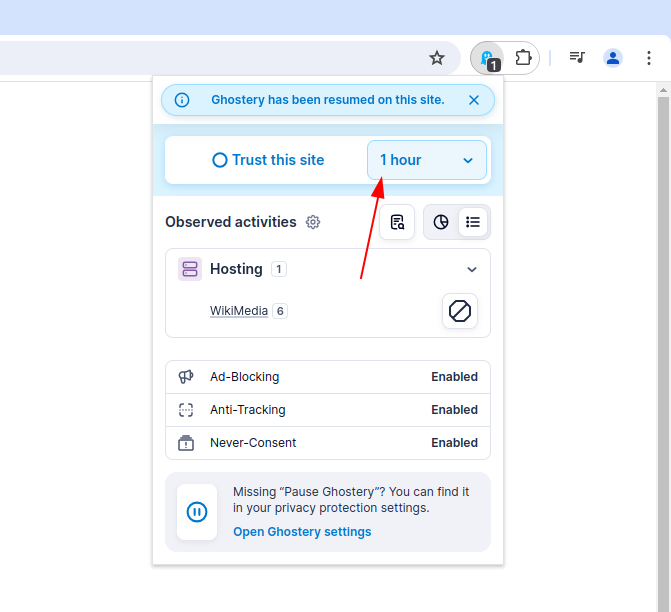 1
Ghostery has been resumed on this site.
Trust this site
1 hour
Observed activities
Hosting 1
WikiMedia 6
Ad-Blocking Enabled
Anti-Tracking Enabled
Never-Consent Enabled
Missing “Pause Ghostery”? You can find it
in your privacy protection settings.
Open Ghostery settings